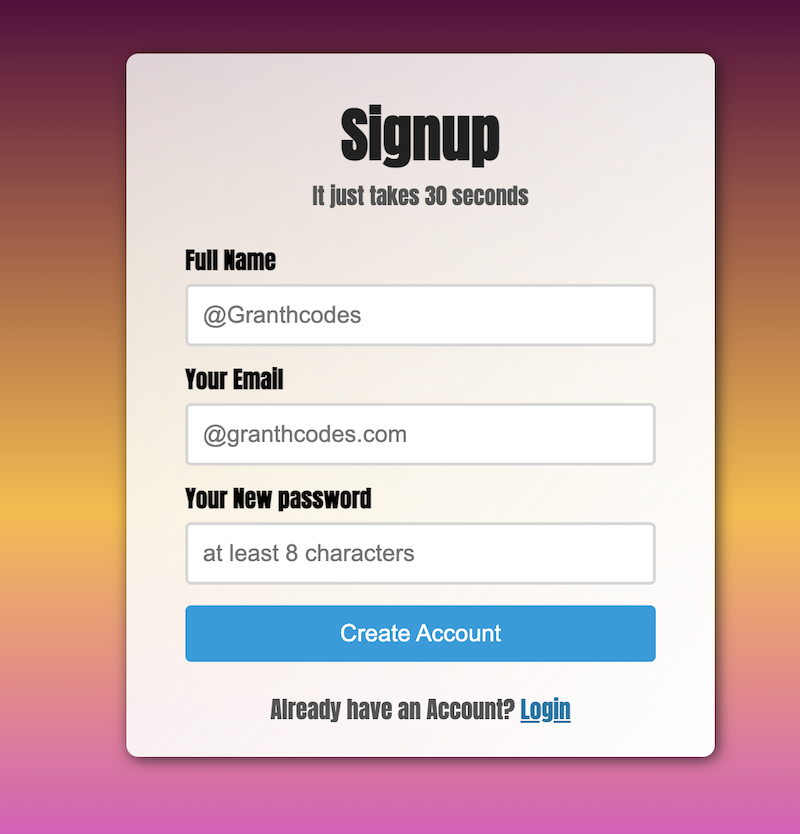 Signup
It just takes 30 seconds
Full Name
@Granthcodes
Your Email
@granthcodes.com
Your New password
at least 8 characters
Create Account
Already have an Account? Login